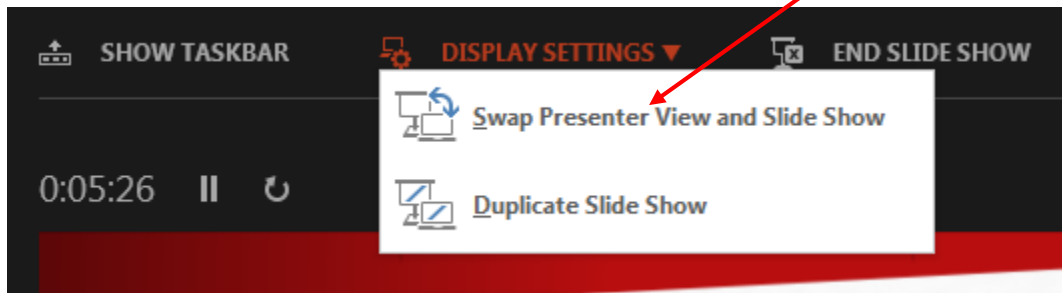 SHOW TASKBAR DISPLAY SETTINGS ▼ END SLIDE SHOW
Swap Presenter View and Slide Show
0:05:26
Duplicate Slide Show